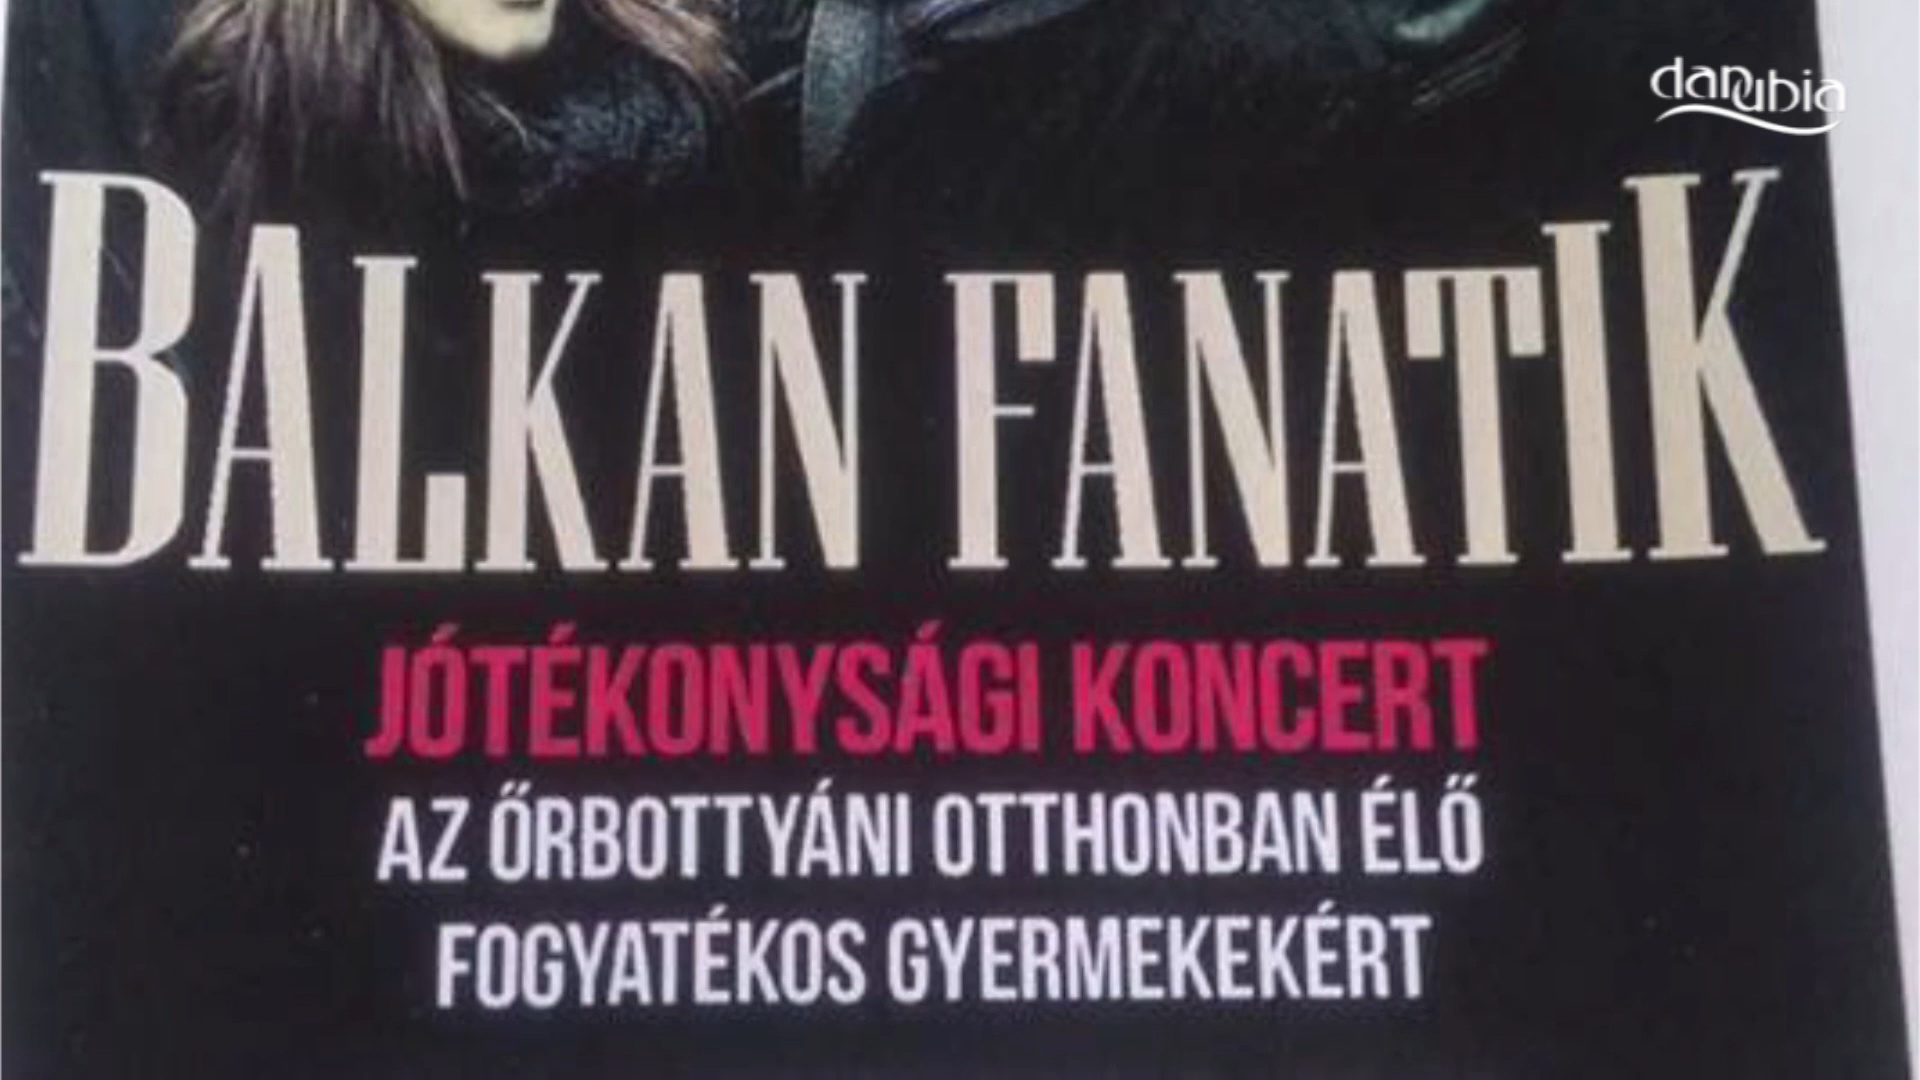 danubia
BALKAN FANATIK
JÓTÉKONYSÁGI KONCERT
AZ ŐRBOTTYÁNI OTTHONBAN ÉLŐ
FOGYATÉKOS GYERMEKEKÉRT